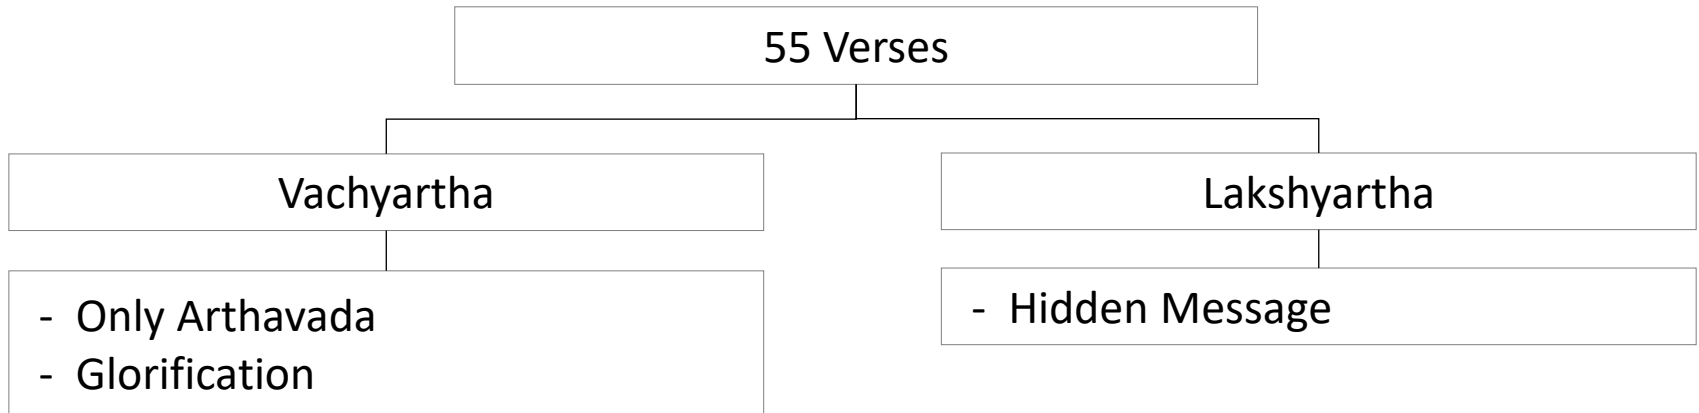 55 Verses
Vachyartha
Lakshyartha
- Only Arthavada
- Glorification
- Hidden Message